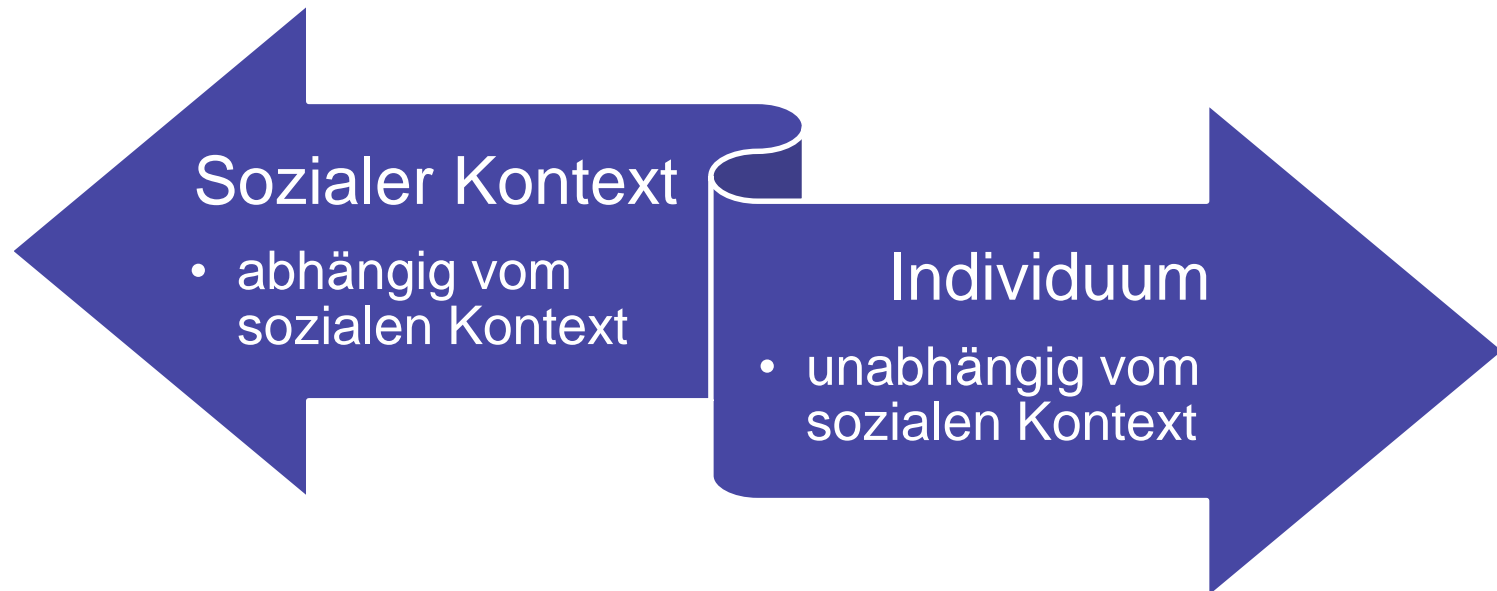 Sozialer Kontext
• abhängig vom
sozialen Kontext
Individuum
• unabhängig vom
sozialen Kontext